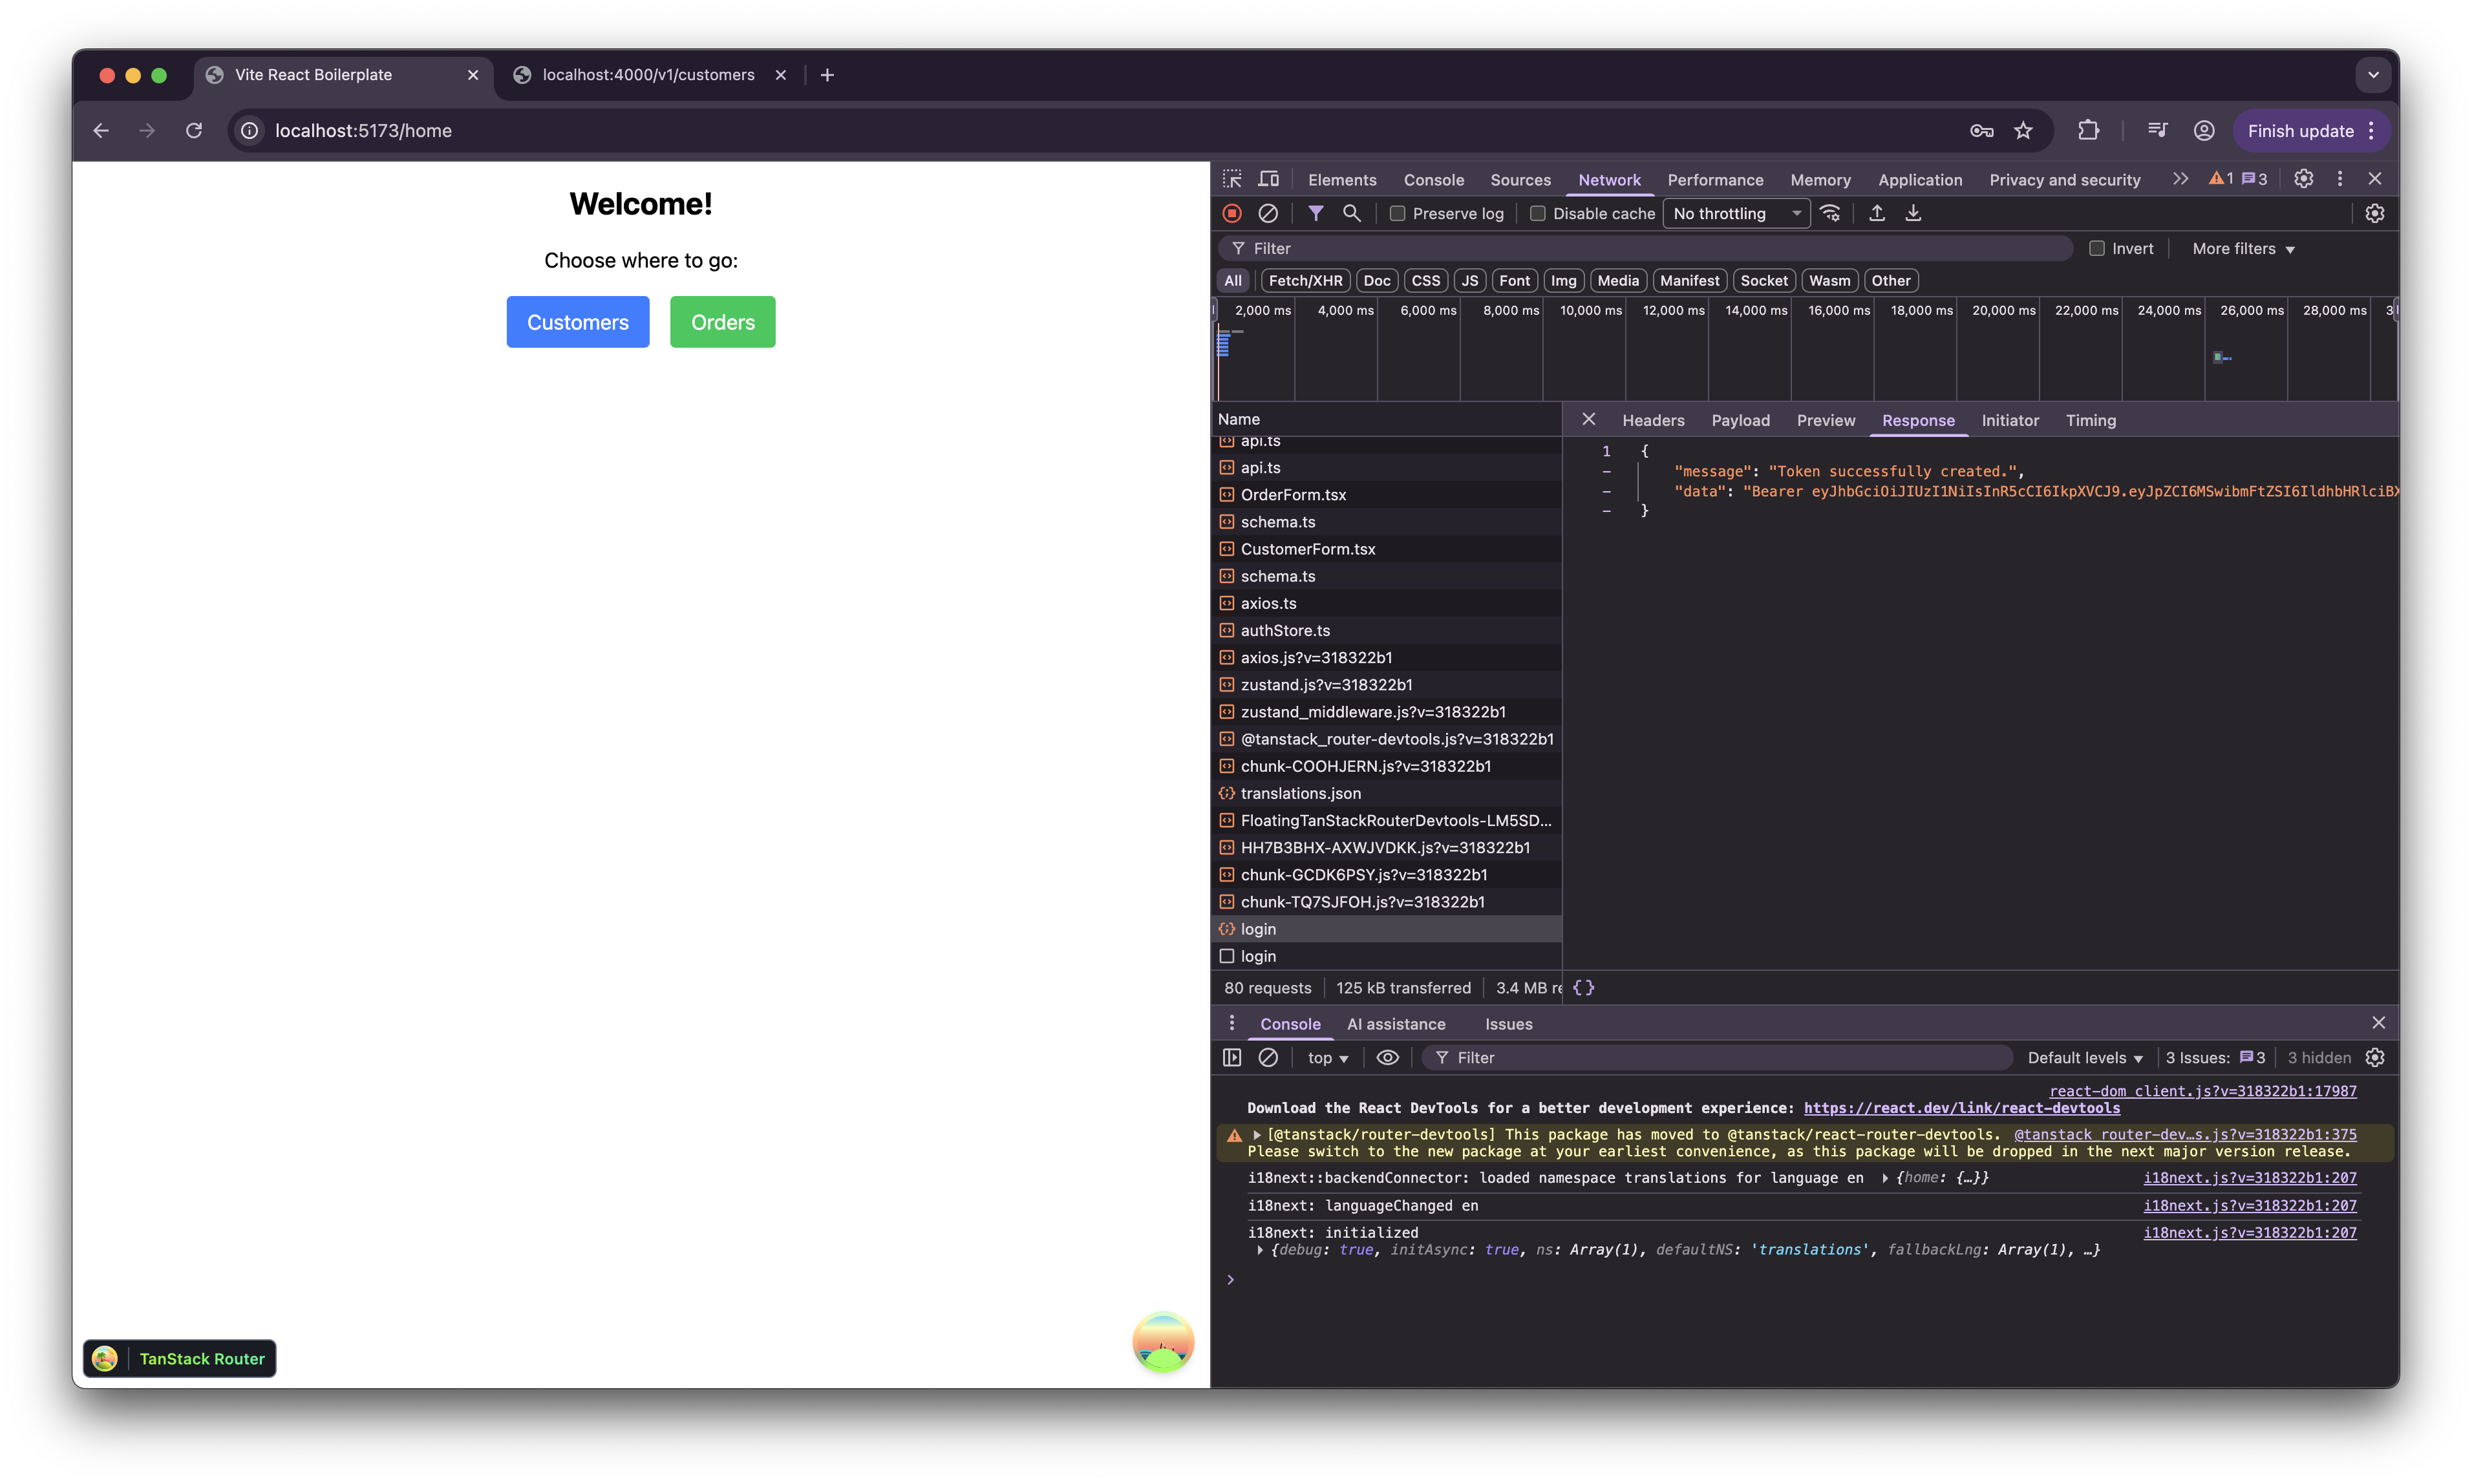 Vite React Boilerplate
localhost:4000/v1/customers
localhost:5173/home
Finish update
Welcome!
Choose where to go:
Customers Orders
TanStack Router
Elements Console Sources Network Performance Memory Application Privacy and security 1 3
Preserve log Disable cache No throttling
Filter Invert More filters
All Fetch/XHR Doc CSS JS Font Img Media Manifest Socket Wasm Other
2,000 ms 4,000 ms 6,000 ms 8,000 ms 10,000 ms 12,000 ms 14,000 ms 16,000 ms 18,000 ms 20,000 ms 22,000 ms 24,000 ms 26,000 ms 28,000 ms 3
Name
api.ts
api.ts
OrderForm.tsx
schema.ts
CustomerForm.tsx
schema.ts
axios.ts
authStore.ts
axios.js?v=318322b1
zustand.js?v=318322b1
zustand_middleware.js?v=318322b1
@tanstack_router-devtools.js?v=318322b1
chunk-COOHJERN.js?v=318322b1
translations.json
FloatingTanStackRouterDevtools-LM5SD...
HH7B3BHX-AXWJVDKK.js?v=318322b1
chunk-GCDK6PSY.js?v=318322b1
chunk-TQ7SJFOH.js?v=318322b1
login
login
80 requests 125 kB transferred 3.4 MB re
Headers Payload Preview Response Initiator Timing
1 {
- "message": "Token successfully created.",
- "data": "Bearer eyJhbGciOiJIUzI1NiIsInR5cCI6IkpXVCJ9.eyJpZCI6MSwibmFtZSI6IldhbHRlciBX
- }
{ }
Console AI assistance Issues
top Filter Default levels 3 Issues: 3 3 hidden
react-dom_client.js?v=318322b1:17987
Download the React DevTools for a better development experience: https://react.dev/link/react-devtools
[@tanstack/router-devtools] This package has moved to @tanstack/react-router-devtools. @tanstack_router-dev…s.js?v=318322b1:375
Please switch to the new package at your earliest convenience, as this package will be dropped in the next major version release.
i18next::backendConnector: loaded namespace translations for language en {home: {…}} i18next.js?v=318322b1:207
i18next: languageChanged en i18next.js?v=318322b1:207
i18next: initialized i18next.js?v=318322b1:207
{debug: true, initAsync: true, ns: Array(1), defaultNS: 'translations', fallbackLng: Array(1), …}